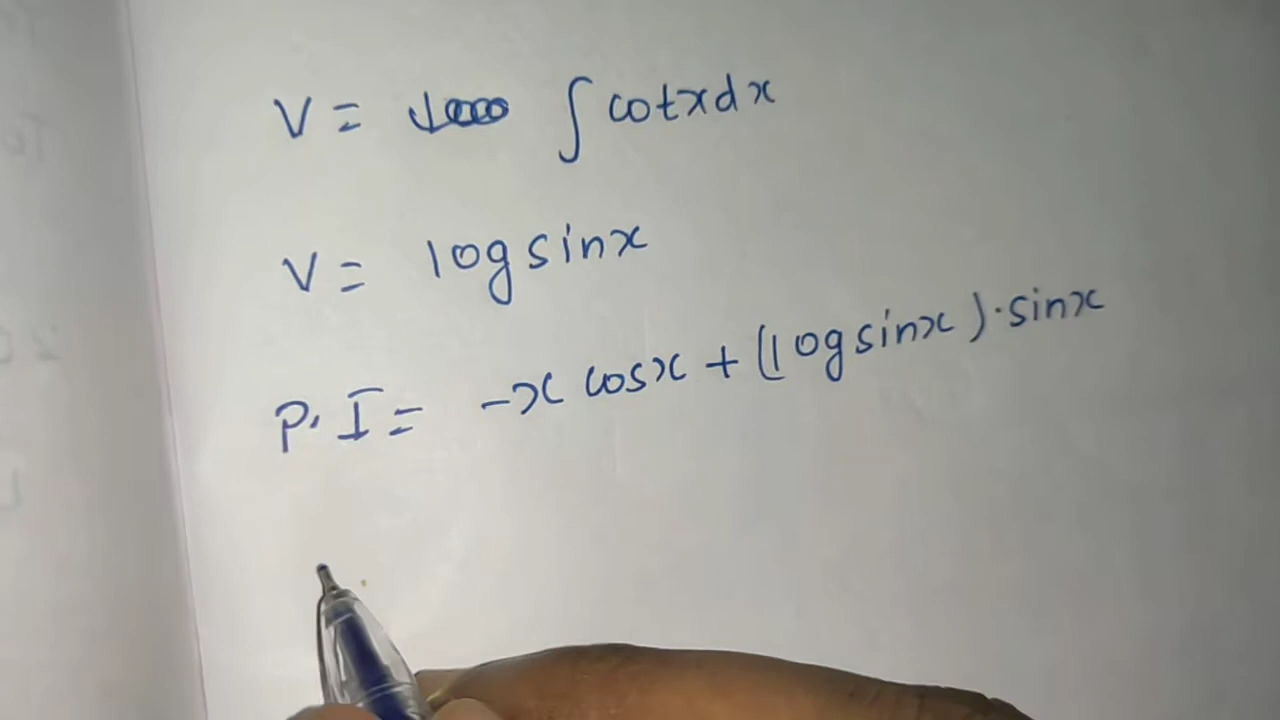 V = ∫ cotx dx
V = log sinx
P.I = -x cosx + (log sinx) · sinx